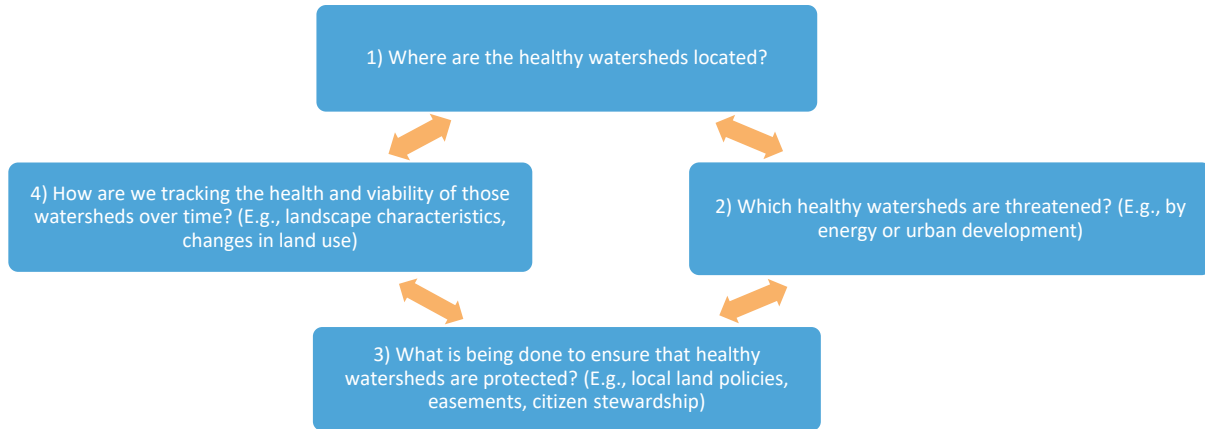 1) Where are the healthy watersheds located?
4) How are we tracking the health and viability of those
watersheds over time? (E.g., landscape characteristics,
changes in land use)
2) Which healthy watersheds are threatened? (E.g., by
energy or urban development)
3) What is being done to ensure that healthy
watersheds are protected? (E.g., local land policies,
easements, citizen stewardship)